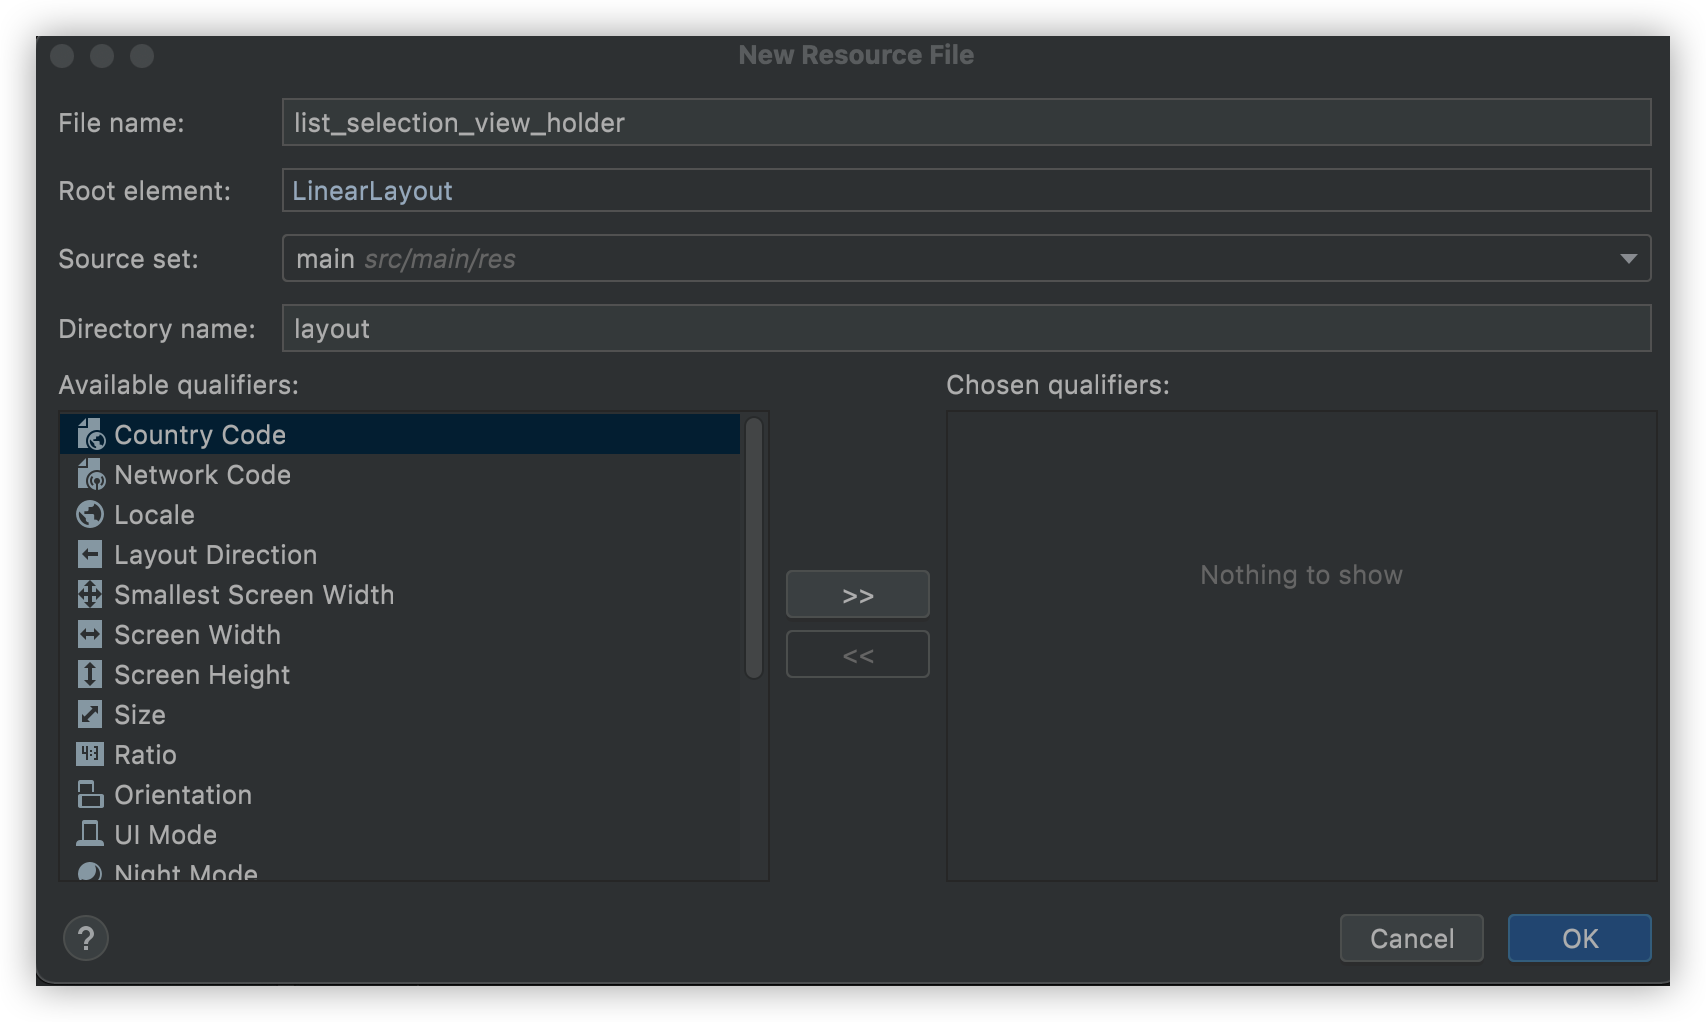 New Resource File
File name: list_selection_view_holder
Root element: LinearLayout
Source set: main src/main/res
Directory name: layout
Available qualifiers:
Chosen qualifiers:
Country Code
Network Code
Locale
Layout Direction
Smallest Screen Width
Screen Width
Screen Height
Size
4:3 Ratio
Orientation
UI Mode
Night Mode
>>
<<
Nothing to show
?
Cancel
OK